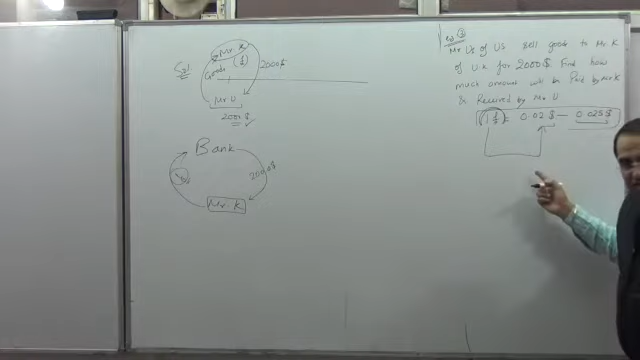 Mr. K
Goods
2000 $
Mr U
2000 $
Bank
2000 $
Mr. K
Mr US of US sell goods to Mr K
of U.K for 2000 $ Find how
much amount will be Paid by Mr K
& Received by Mr U
0.02 $ — 0.025 $